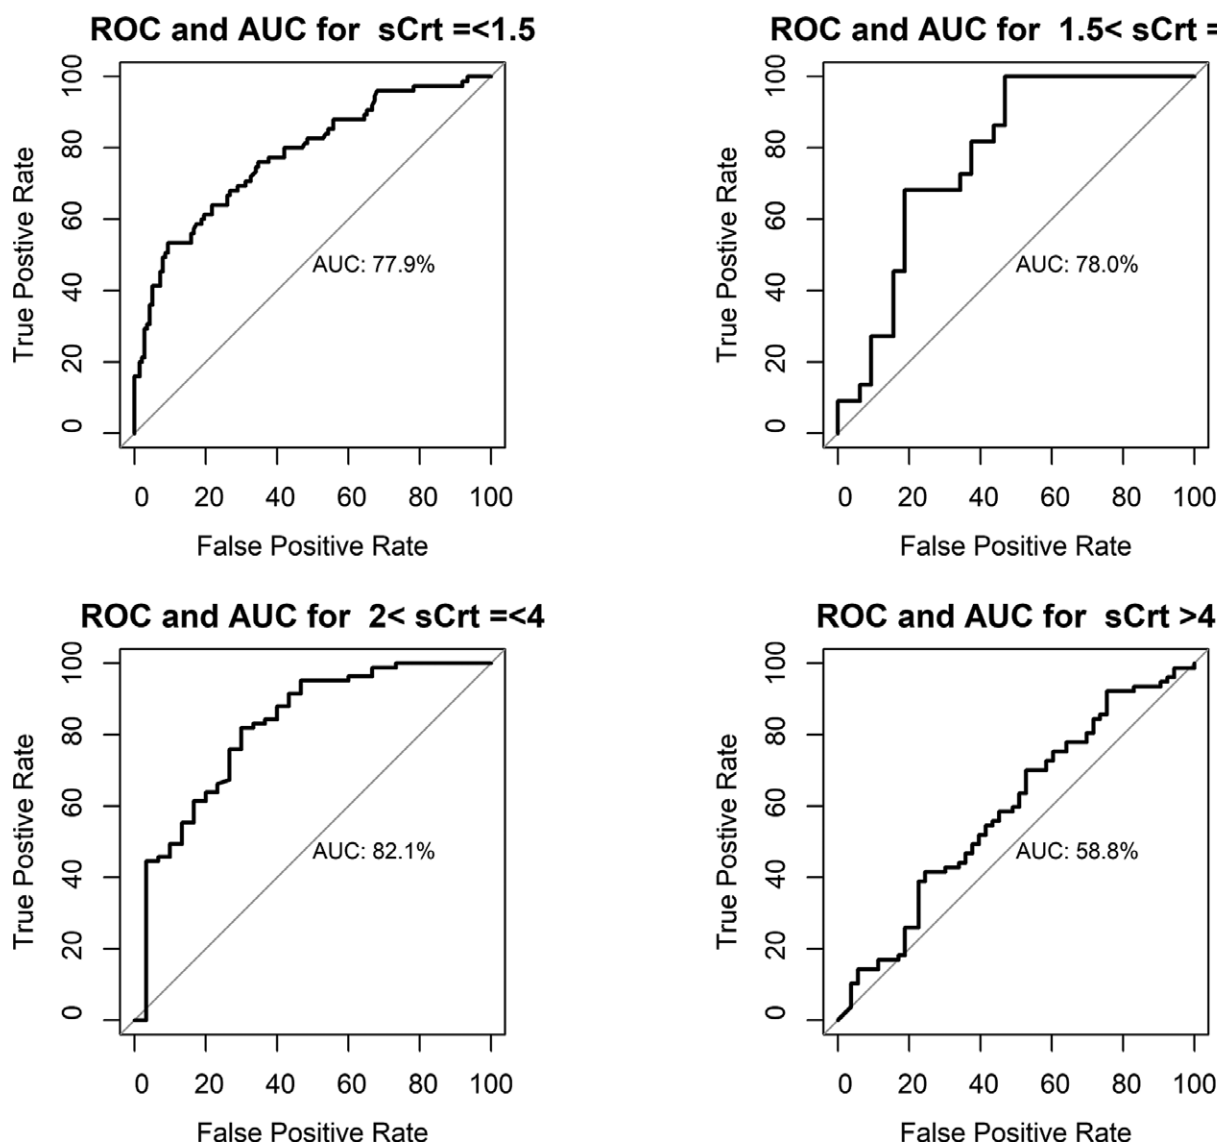 ROC and AUC for sCrt =<1.5
100
80
60
40
20
0
True Postive Rate
AUC: 77.9%
0 20 40 60 80 100
False Positive Rate
ROC and AUC for 1.5< sCrt =
100
80
60
40
20
0
True Postive Rate
AUC: 78.0%
0 20 40 60 80 100
False Positive Rate
ROC and AUC for 2< sCrt =<4
100
80
60
40
20
0
True Postive Rate
AUC: 82.1%
0 20 40 60 80 100
False Positive Rate
ROC and AUC for sCrt >4
100
80
60
40
20
0
True Postive Rate
AUC: 58.8%
0 20 40 60 80 100
False Positive Rate